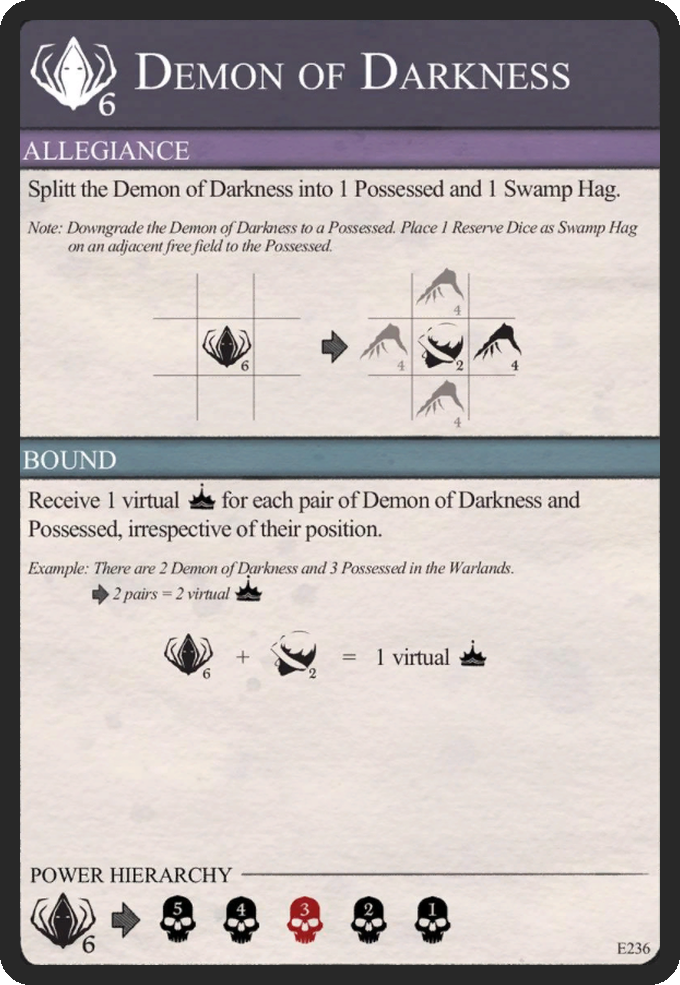 6 DEMON OF DARKNESS
ALLEGIANCE
Splitt the Demon of Darkness into 1 Possessed and 1 Swamp Hag.
Note: Downgrade the Demon of Darkness to a Possessed. Place 1 Reserve Dice as Swamp Hag
on an adjacent free field to the Possessed.
4
6 4 2 4
4
BOUND
Receive 1 virtual for each pair of Demon of Darkness and
Possessed, irrespective of their position.
Example: There are 2 Demon of Darkness and 3 Possessed in the Warlands.
2 pairs = 2 virtual
6 + 2 = 1 virtual
POWER HIERARCHY
6 5 4 3 2 1
E236